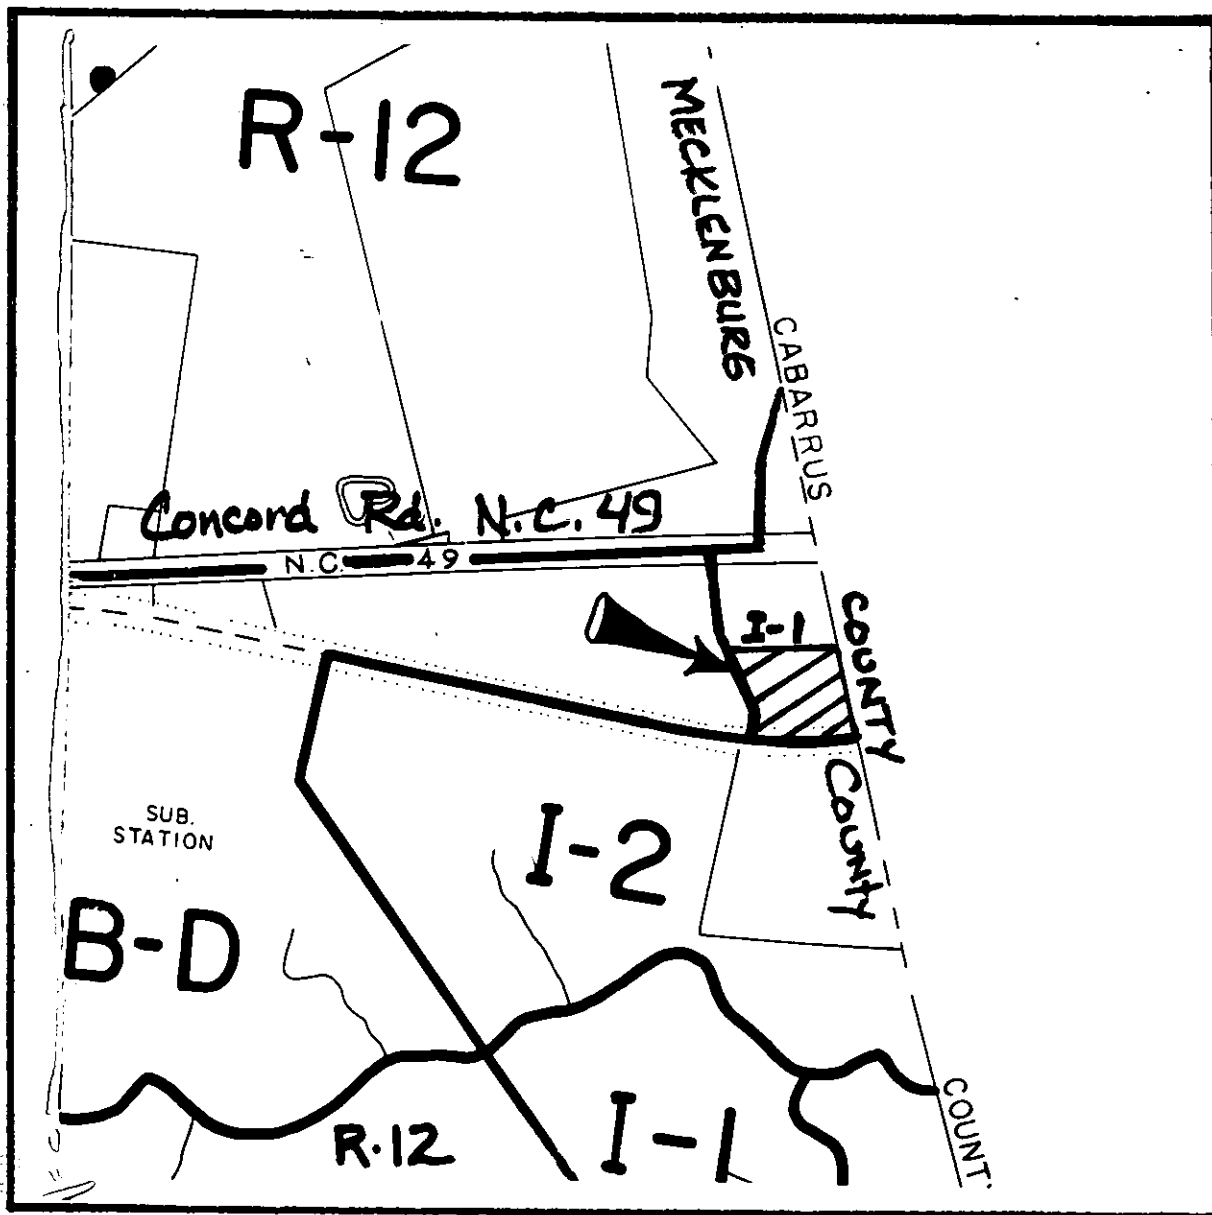 R-12
MECKLENBURG
CABARRUS
Concord Rd. N.C. 49
N.C. 49
I-1
COUNTY
County
SUB.
STATION
I-2
B-D
R-12
I-1
COUNT